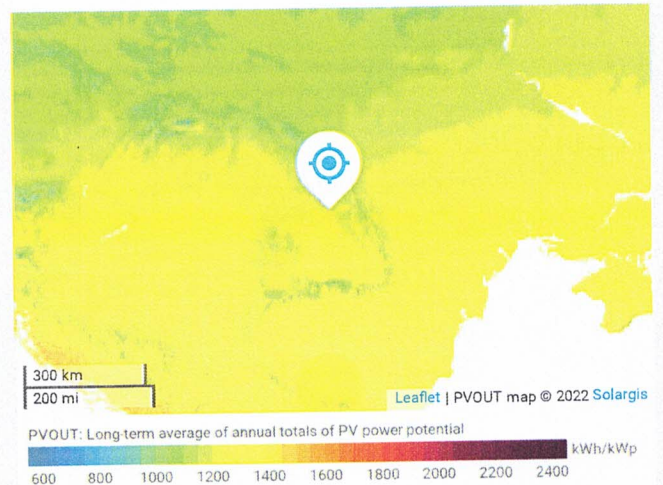 300 km
200 mi
Leaflet | PVOUT map © 2022 Solargis
PVOUT: Long-term average of annual totals of PV power potential
kWh/kWp
600 800 1000 1200 1400 1600 1800 2000 2200 2400